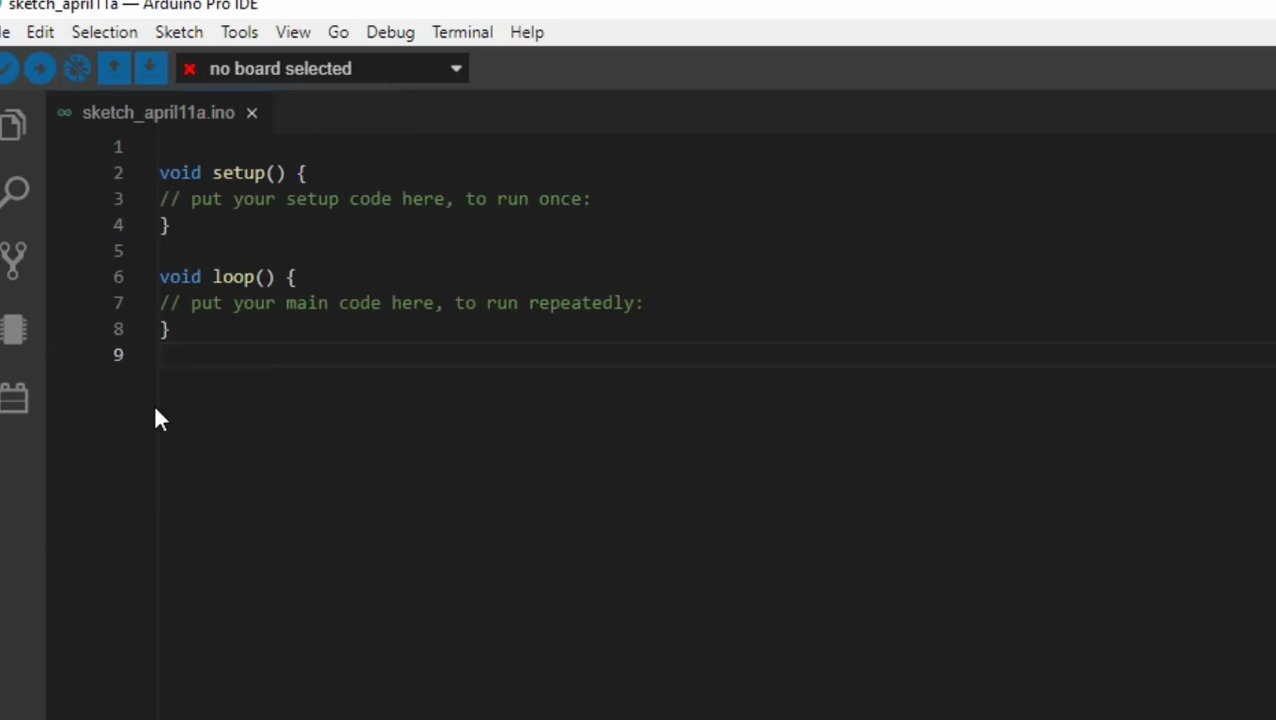 sketch_april11a — Arduino Pro IDE
Edit Selection Sketch Tools View Go Debug Terminal Help
no board selected
sketch_april11a.ino
1
2 void setup() {
3 // put your setup code here, to run once:
4 }
5
6 void loop() {
7 // put your main code here, to run repeatedly:
8 }
9